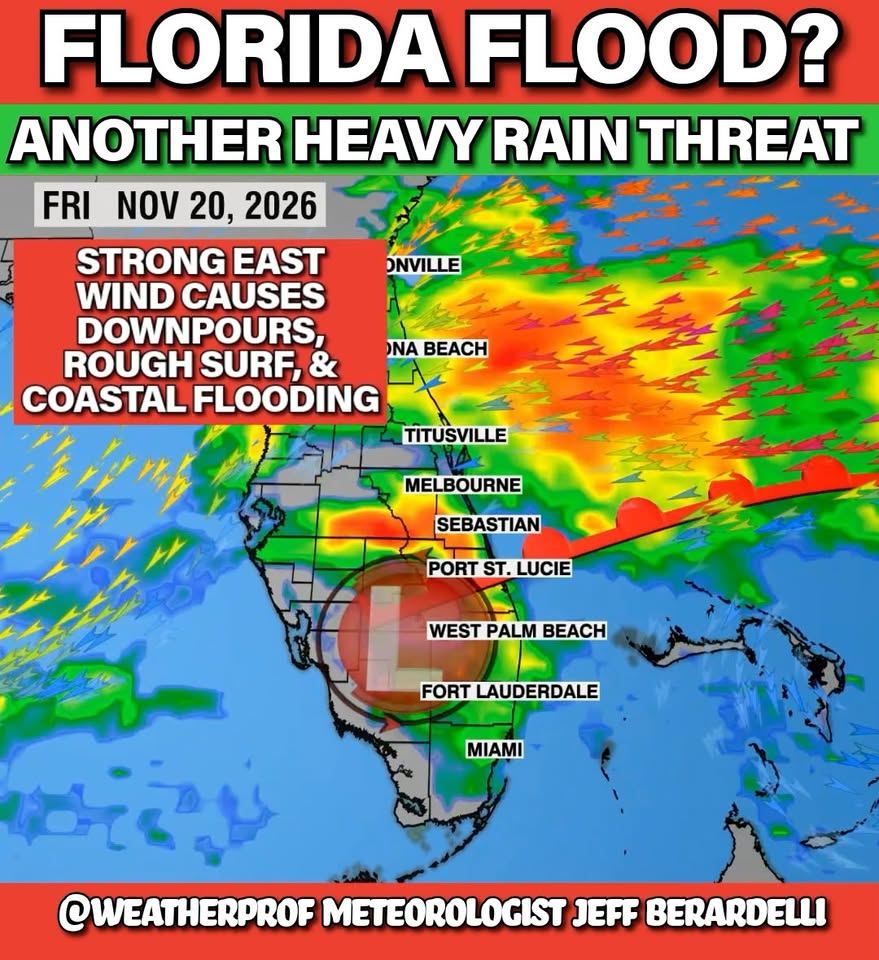 FLORIDA FLOOD?
ANOTHER HEAVY RAIN THREAT
FRI NOV 20, 2026
STRONG EAST
WIND CAUSES
DOWNPOURS,
ROUGH SURF, &
COASTAL FLOODING
ONVILLE
ONA BEACH
TITUSVILLE
MELBOURNE
SEBASTIAN
PORT ST. LUCIE
L
WEST PALM BEACH
FORT LAUDERDALE
MIAMI
@WEATHERPROF METEOROLOGIST JEFF BERARDELLI